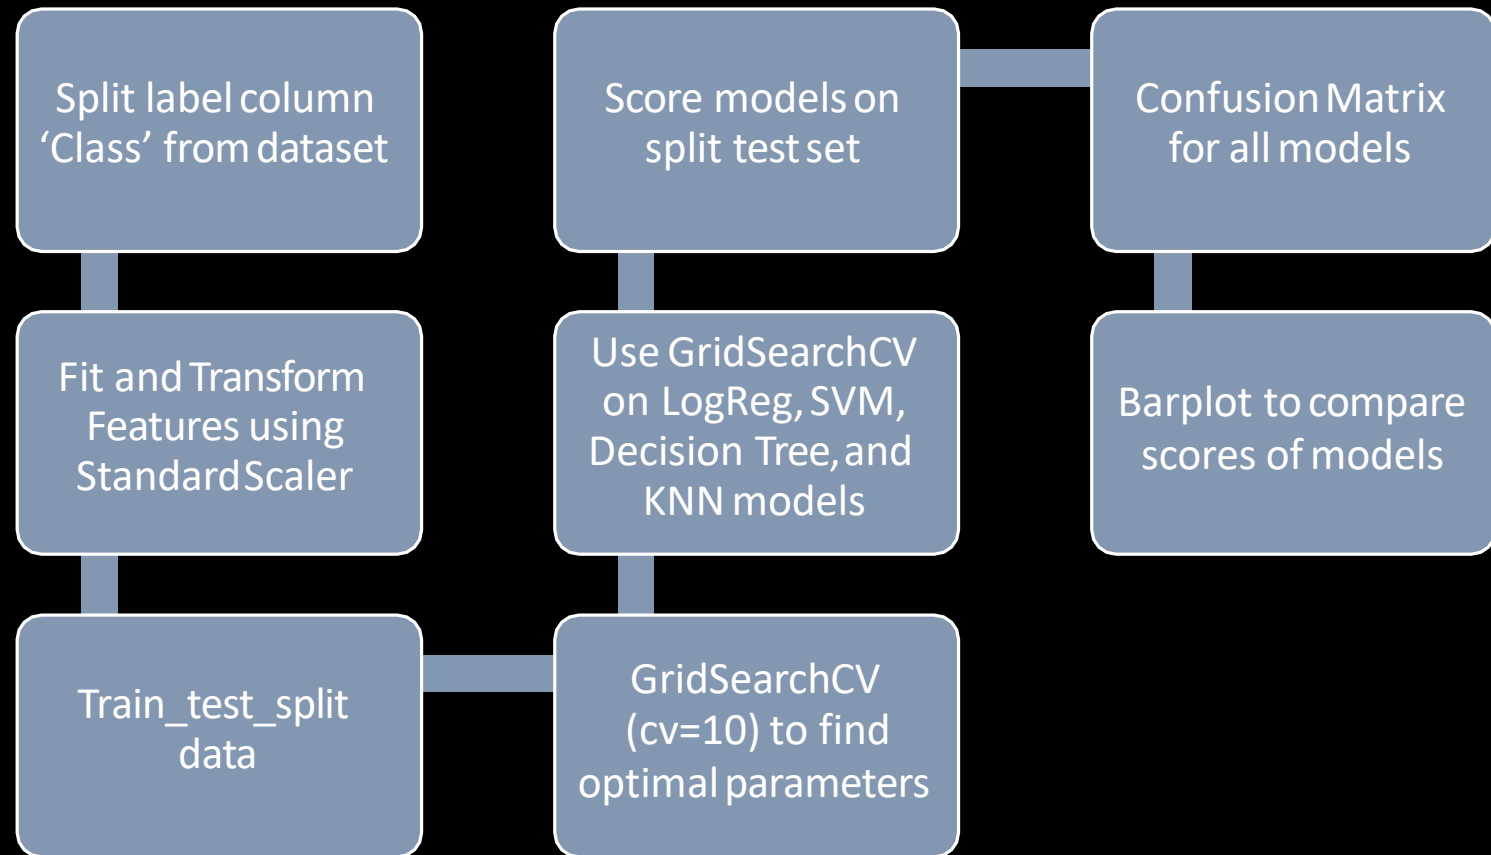 Split label column
‘Class’ from dataset
Fit and Transform
Features using
Standard Scaler
Train_test_split
data
GridSearchCV
(cv=10) to find
optimal parameters
Use GridSearchCV
on LogReg, SVM,
Decision Tree, and
KNN models
Score models on
split test set
Confusion Matrix
for all models
Barplot to compare
scores of models